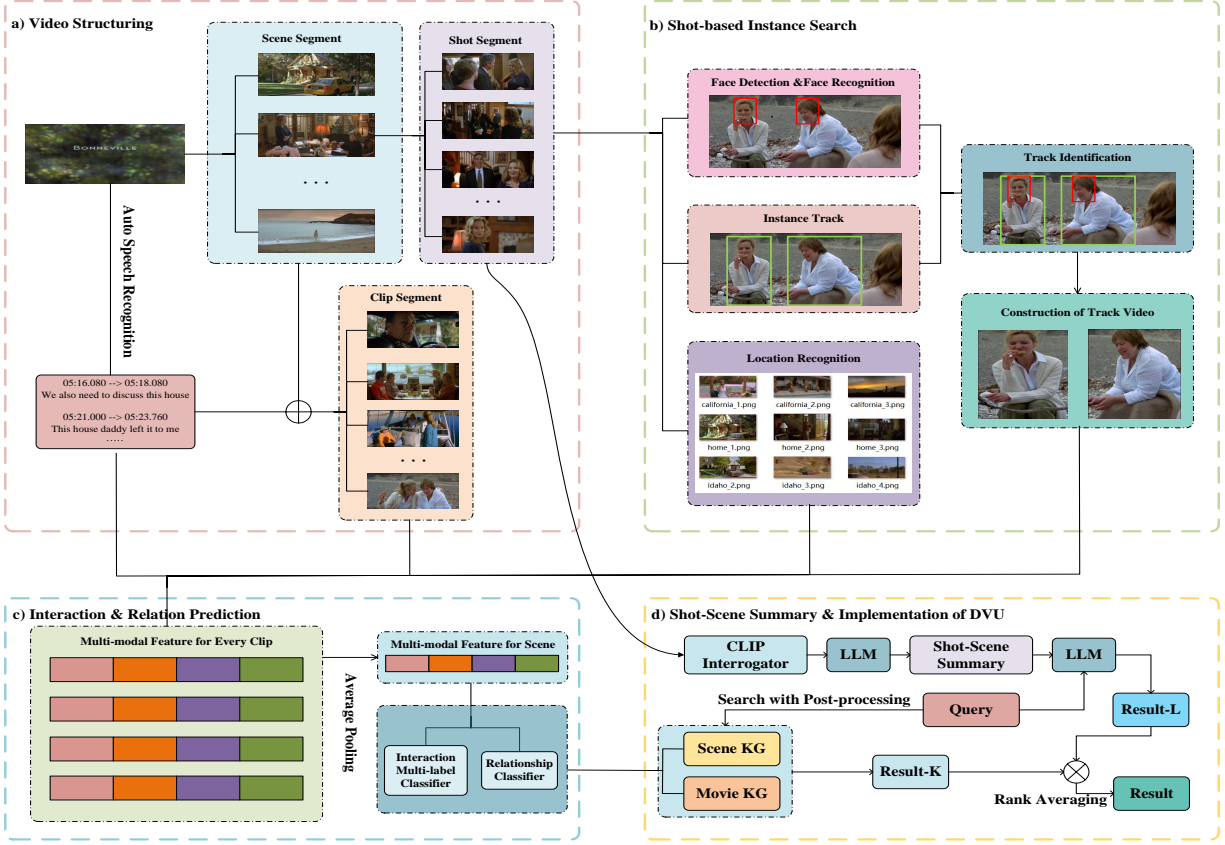 a) Video Structuring
Scene Segment
. . .
Shot Segment
. . .
BONNEVILLE
Auto Speech Recognition
05:16.080 --> 05:18.080
We also need to discuss this house
05:21.000 --> 05:23.760
This house daddy left it to me
.....
Clip Segment
. . .
b) Shot-based Instance Search
Face Detection &Face Recognition
Instance Track
Location Recognition
california_1.png
california_2.png
california_3.png
home_1.png
home_2.png
home_3.png
idaho_2.png
idaho_3.png
idaho_4.png
Track Identification
Construction of Track Video
c) Interaction & Relation Prediction
Multi-modal Feature for Every Clip
Average Pooling
Multi-modal Feature for Scene
Interaction
Multi-label
Classifier
Relationship
Classifier
d) Shot-Scene Summary & Implementation of DVU
CLIP
Interrogator
LLM
Shot-Scene
Summary
LLM
Search with Post-processing
Query
Result-L
Scene KG
Movie KG
Result-K
Rank Averaging
Result